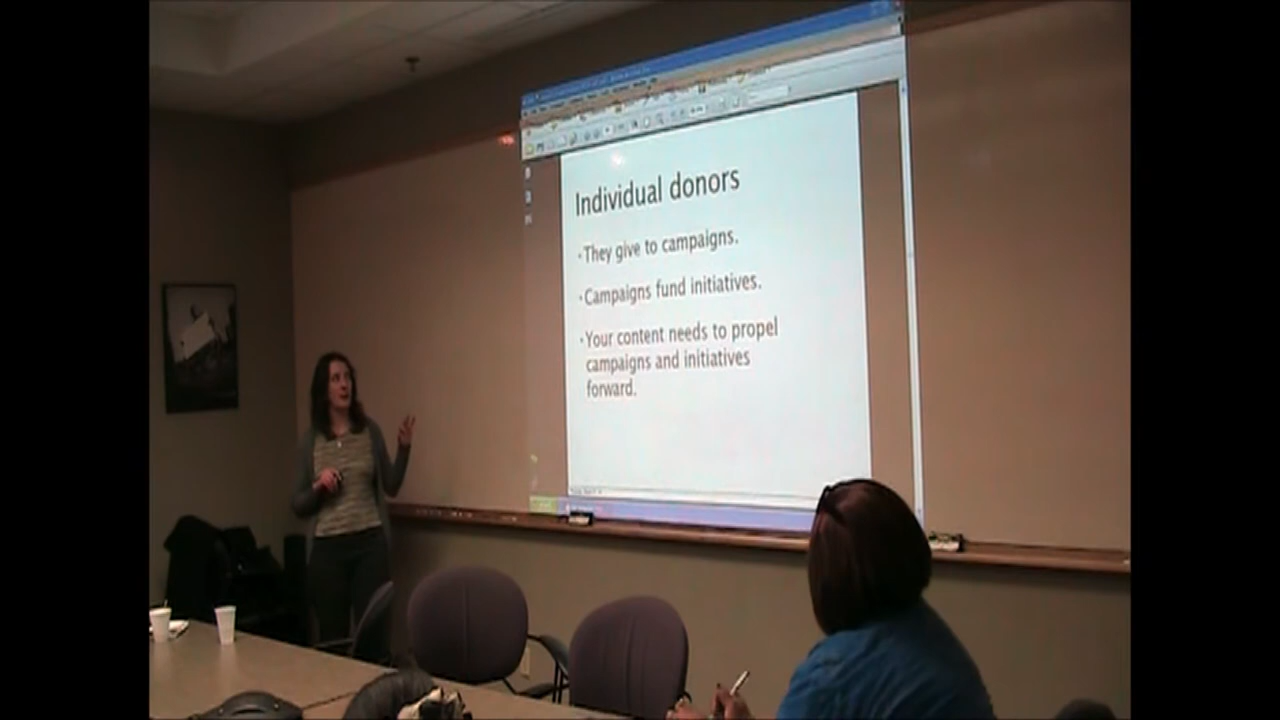 Individual donors
•They give to campaigns.
•Campaigns fund initiatives.
•Your content needs to propel
campaigns and initiatives
forward.